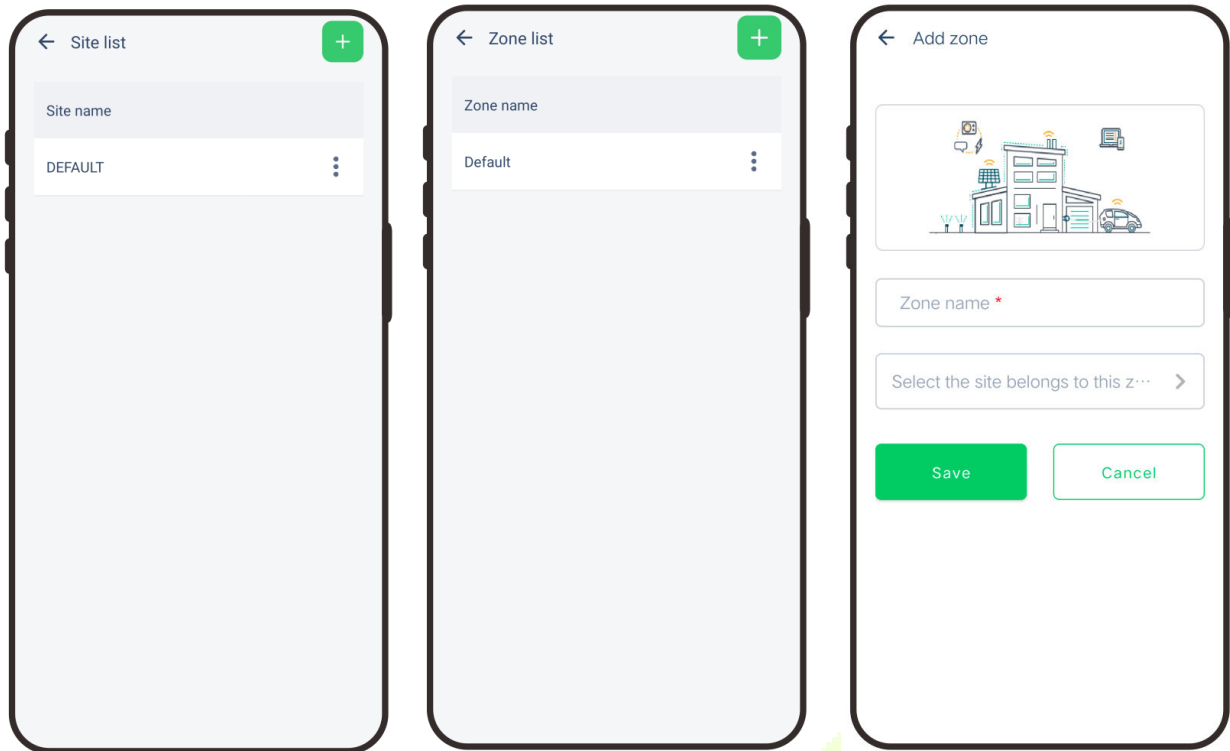 Site list
Site name
DEFAULT
Zone list
Zone name
Default
Add zone
Zone name *
Select the site belongs to this z···
Save
Cancel